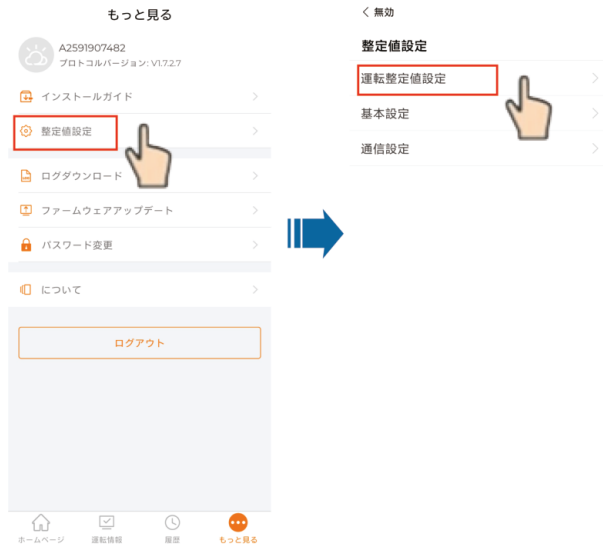 もっと見る
A2591907482
プロトコルバージョン: V1.7.2.7
インストールガイド
整定値設定
ログダウンロード
ファームウェアアップデート
パスワード変更
について
ログアウト
ホームページ
運転情報
履歴
もっと見る
無効
整定値設定
運転整定値設定
基本設定
通信設定